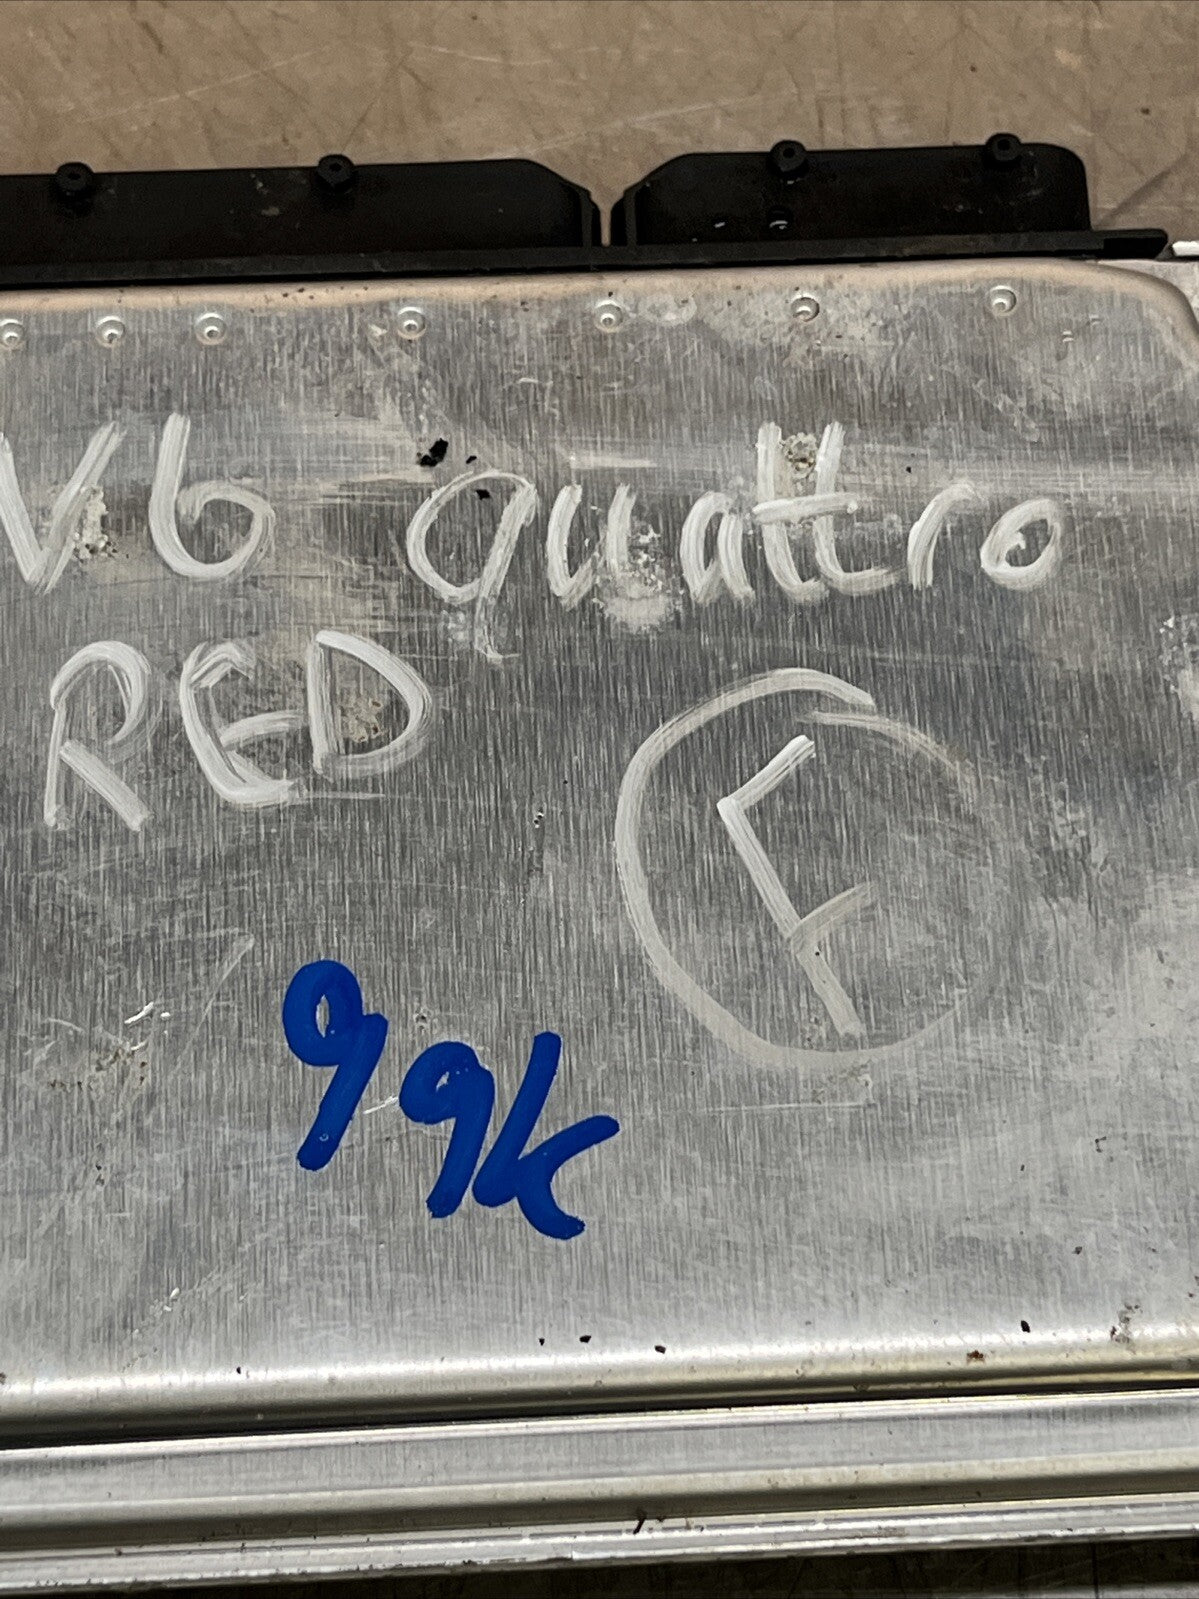 V6 quattro
RED
F
99k